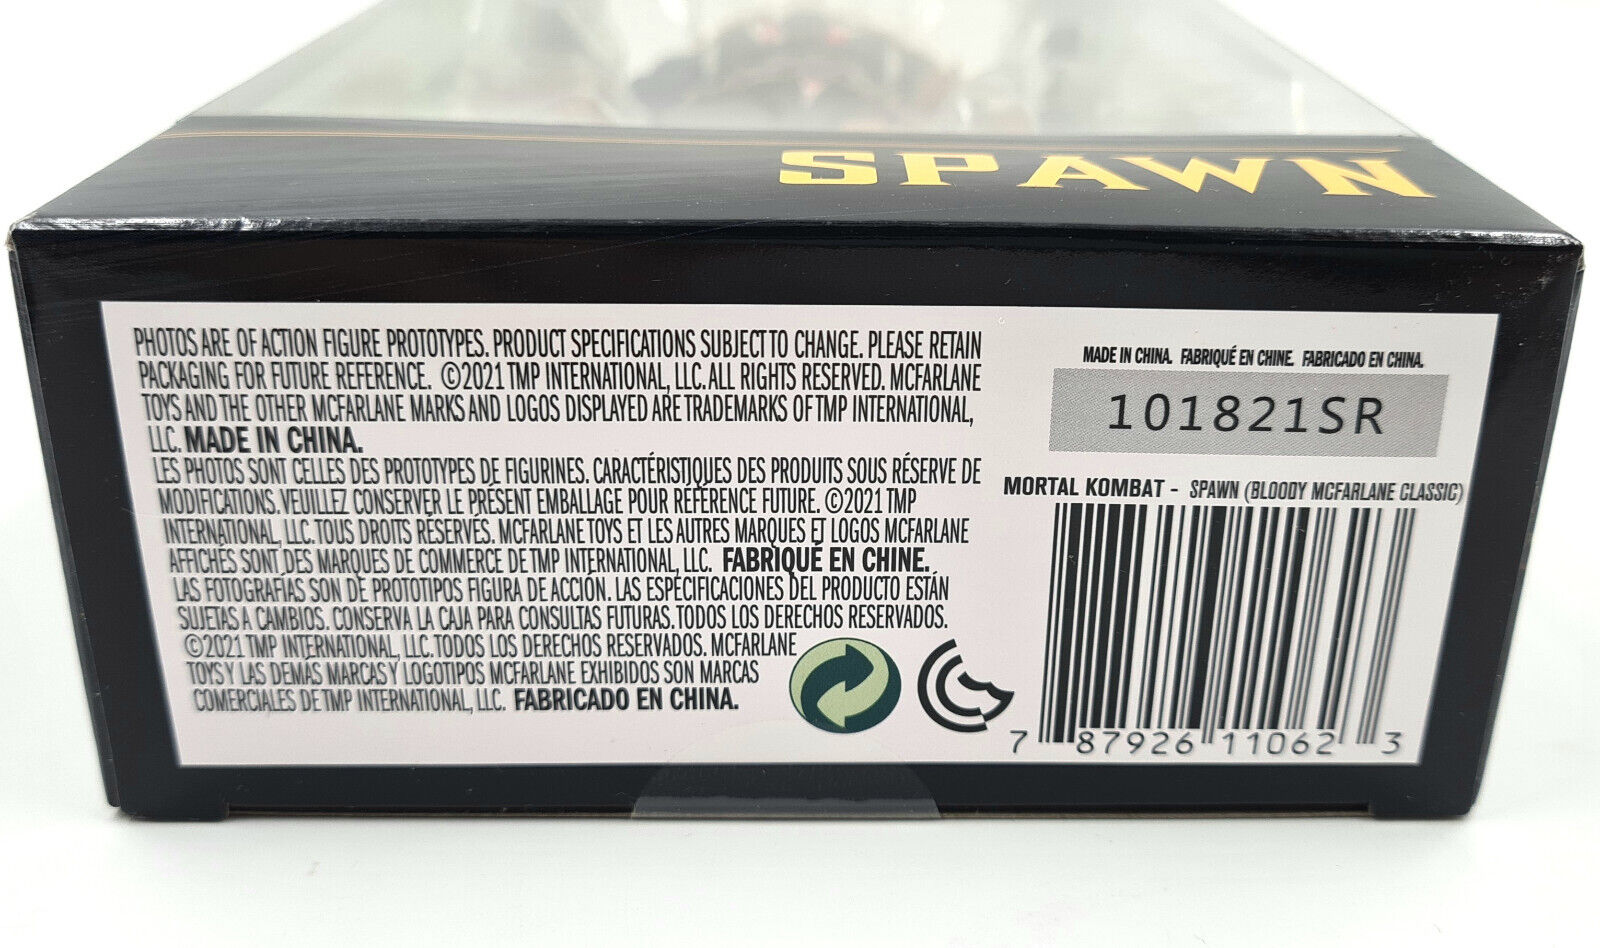 SPAWN
PHOTOS ARE OF ACTION FIGURE PROTOTYPES. PRODUCT SPECIFICATIONS SUBJECT TO CHANGE. PLEASE RETAIN
PACKAGING FOR FUTURE REFERENCE. ©2021 TMP INTERNATIONAL, LLC. ALL RIGHTS RESERVED. MCFARLANE
TOYS AND THE OTHER MCFARLANE MARKS AND LOGOS DISPLAYED ARE TRADEMARKS OF TMP INTERNATIONAL,
LLC. MADE IN CHINA.
LES PHOTOS SONT CELLES DES PROTOTYPES DE FIGURINES. CARACTÉRISTIQUES DES PRODUITS SOUS RÉSERVE DE
MODIFICATIONS. VEUILLEZ CONSERVER LE PRÉSENT EMBALLAGE POUR RÉFÉRENCE FUTURE. ©2021 TMP
INTERNATIONAL, LLC. TOUS DROITS RÉSERVÉS. MCFARLANE TOYS ET LES AUTRES MARQUES ET LOGOS MCFARLANE
AFFICHÉS SONT DES MARQUES DE COMMERCE DE TMP INTERNATIONAL, LLC. FABRIQUÉ EN CHINE.
LAS FOTOGRAFÍAS SON DE PROTOTIPOS FIGURA DE ACCIÓN. LAS ESPECIFICACIONES DEL PRODUCTO ESTÁN
SUJETAS A CAMBIOS. CONSERVA LA CAJA PARA CONSULTAS FUTURAS. TODOS LOS DERECHOS RESERVADOS.
©2021 TMP INTERNATIONAL, LLC. TODOS LOS DERECHOS RESERVADOS. MCFARLANE
TOYS Y LAS DEMÁS MARCAS Y LOGOTIPOS MCFARLANE EXHIBIDOS SON MARCAS
COMERCIALES DE TMP INTERNATIONAL, LLC. FABRICADO EN CHINA.
MADE IN CHINA. FABRIQUÉ EN CHINE. FABRICADO EN CHINA.
101821SR
MORTAL KOMBAT - SPAWN (BLOODY MCFARLANE CLASSIC)
7 87926 11062 3